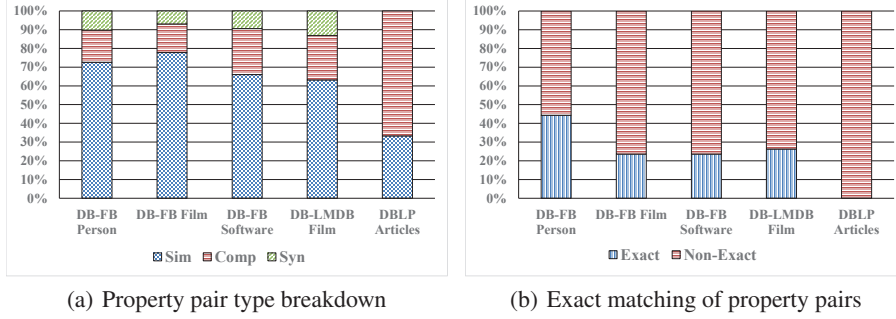 100%
90%
80%
70%
60%
50%
40%
30%
20%
10%
0%
DB-FB Person
DB-FB Film
DB-FB Software
DB-LMDB Film
DBLP Articles
Sim Comp Syn
(a) Property pair type breakdown
100%
90%
80%
70%
60%
50%
40%
30%
20%
10%
0%
DB-FB Person
DB-FB Film
DB-FB Software
DB-LMDB Film
DBLP Articles
Exact Non-Exact
(b) Exact matching of property pairs